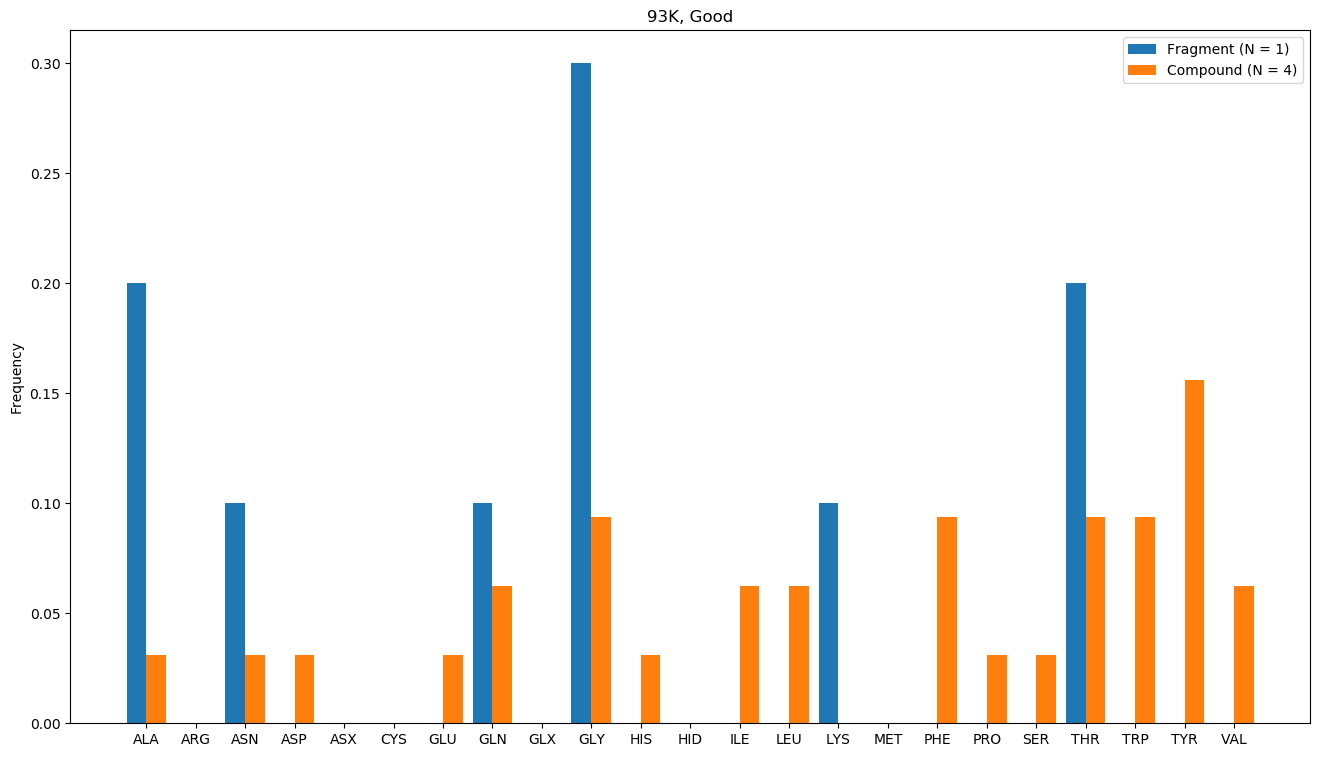 93K, Good
Fragment (N = 1)
Compound (N = 4)
Frequency
0.30
0.25
0.20
0.15
0.10
0.05
0.00
ALA ARG ASN ASP ASX CYS GLU GLN GLX GLY HIS HID ILE LEU LYS MET PHE PRO SER THR TRP TYR VAL